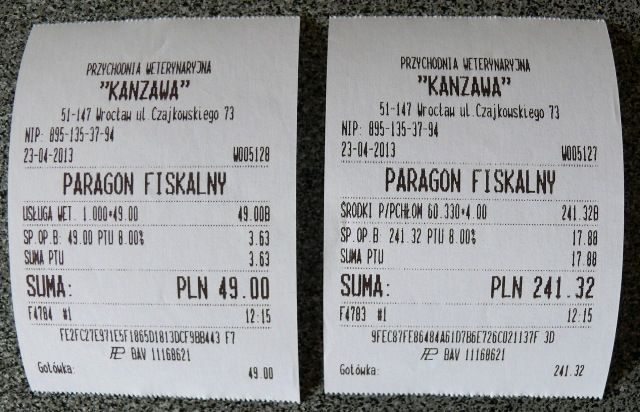 PRZYCHODNIA WETERYNARYJNA
"KANZAWA"
51-147 Wrocław ul.Czajkowskiego 73
NIP: 895-135-37-94
23-04-2013 W005128
PARAGON FISKALNY
USŁUGA WET. 1.000*49.00 49.00B
SP.OP.B: 49.00 PTU 8.00% 3.63
SUMA PTU 3.63
SUMA: PLN 49.00
F4784 #1 12:15
FE2FC27E971E5F1865D1813DCF9BB443 F7
BAV 11168621
Gotówka: 49.00
PRZYCHODNIA WETERYNARYJNA
"KANZAWA"
51-147 Wrocław ul.Czajkowskiego 73
NIP: 895-135-37-94
23-04-2013 W005127
PARAGON FISKALNY
ŚRODKI P/PCHŁOM 60.330*4.00 241.32B
SP.OP.B: 241.32 PTU 8.00% 17.88
SUMA PTU 17.88
SUMA: PLN 241.32
F4783 #1 12:15
9FEC87FE86484A61D7B6E726C021137F 3D
BAV 11168621
Gotówka: 241.32